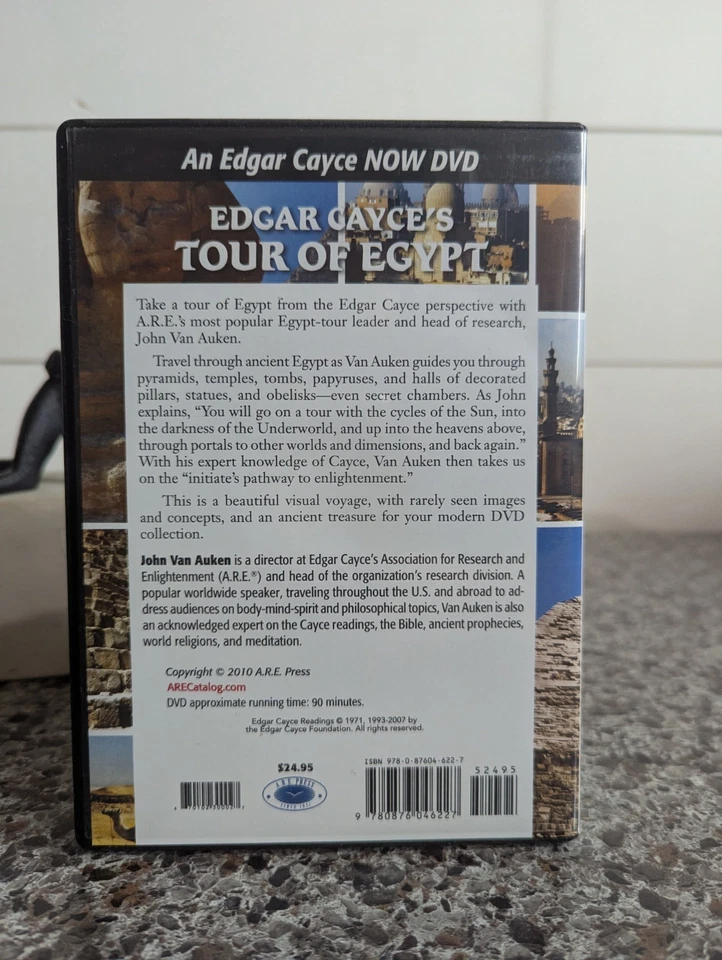 An Edgar Cayce NOW DVD
EDGAR CAYCE'S
TOUR OF EGYPT
Take a tour of Egypt from the Edgar Cayce perspective with
A.R.E.'s most popular Egypt-tour leader and head of research,
John Van Auken.
Travel through ancient Egypt as Van Auken guides you through
pyramids, temples, tombs, papyruses, and halls of decorated
pillars, statues, and obelisks—even secret chambers. As John
explains, “You will go on a tour with the cycles of the Sun, into
the darkness of the Underworld, and up into the heavens above,
through portals to other worlds and dimensions, and back again.”
With his expert knowledge of Cayce, Van Auken then takes us
on the “initiate's pathway to enlightenment.”
This is a beautiful visual voyage, with rarely seen images
and concepts, and an ancient treasure for your modern DVD
collection.
John Van Auken is a director at Edgar Cayce's Association for Research and
Enlightenment (A.R.E.®) and head of the organization's research division. A
popular worldwide speaker, traveling throughout the U.S. and abroad to ad-
dress audiences on body-mind-spirit and philosophical topics, Van Auken is also
an acknowledged expert on the Cayce readings, the Bible, ancient prophecies,
world religions, and meditation.
Copyright © 2010 A.R.E. Press
ARECatalog.com
DVD approximate running time: 90 minutes.
Edgar Cayce Readings © 1971, 1993-2007 by
the Edgar Cayce Foundation. All rights reserved.
$24.95
A.R.E. PRESS
ISBN 978-0-87604-622-7
52495
9 780876 046227